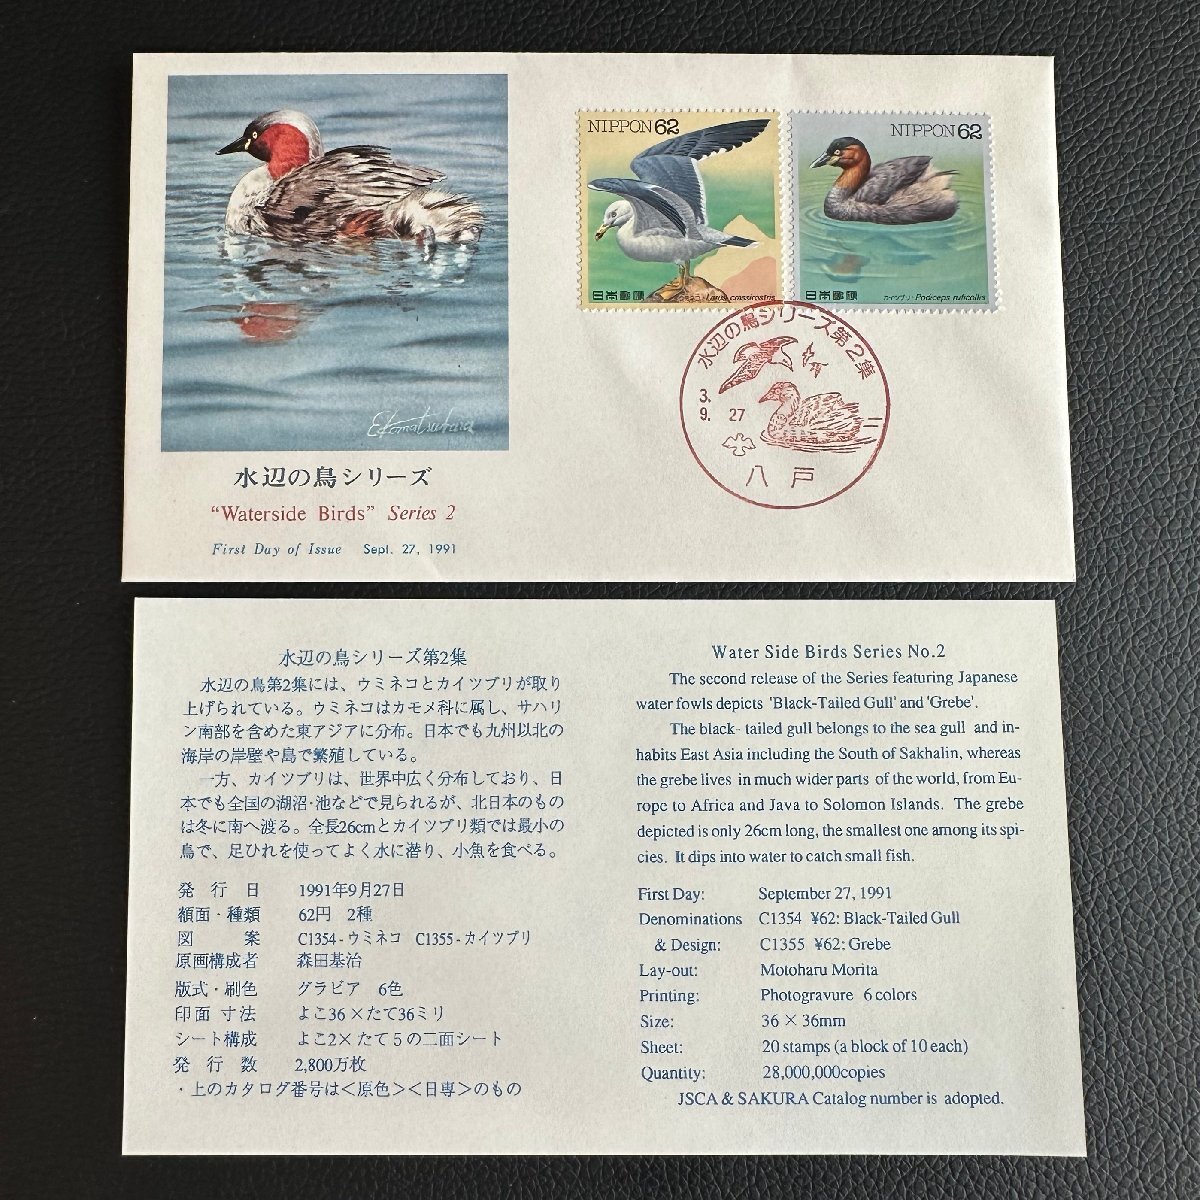 E.Komatsubara
水辺の鳥シリーズ
"Waterside Birds" Series 2
First Day of Issue Sept. 27, 1991
NIPPON 62
日本郵便 ウミネコ・Larus crassirostris
NIPPON 62
日本郵便 カイツブリ・Podiceps ruficollis
水辺の鳥シリーズ第2集
3.
9. 27
八戸
水辺の鳥シリーズ第2集
水辺の鳥第2集には、ウミネコとカイツブリが取り
上げられている。ウミネコはカモメ科に属し、サハリ
ン南部を含めた東アジアに分布。日本でも九州以北の
海岸の岸壁や島で繁殖している。
一方、カイツブリは、世界中広く分布しており、日
本でも全国の湖沼·池などで見られるが、北日本のもの
は冬に南へ渡る。全長26cmとカイツブリ類では最小の
鳥で、足ひれを使ってよく水に潜り、小魚を食べる。
発行日 1991年9月27日
額面・種類 62円 2種
図案 C1354-ウミネコ C1355-カイツブリ
原画構成者 森田基治
版式・刷色 グラビア 6色
印面寸法 よこ36×たて36ミリ
シート構成 よこ2×たて5の二面シート
発行数 2,800万枚
・上のカタログ番号は<原色><日専>のもの
Water Side Birds Series No.2
The second release of the Series featuring Japanese
water fowls depicts 'Black-Tailed Gull' and 'Grebe'.
The black- tailed gull belongs to the sea gull and in-
habits East Asia including the South of Sakhalin, whereas
the grebe lives in much wider parts of the world, from Eu-
rope to Africa and Java to Solomon Islands. The grebe
depicted is only 26cm long, the smallest one among its spi-
cies. It dips into water to catch small fish.
First Day: September 27, 1991
Denominations C1354 ¥62: Black-Tailed Gull
& Design: C1355 ¥62: Grebe
Lay-out: Motoharu Morita
Printing: Photogravure 6 colors
Size: 36×36mm
Sheet: 20 stamps (a block of 10 each)
Quantity: 28,000,000copies
JSCA & SAKURA Catalog number is adopted.